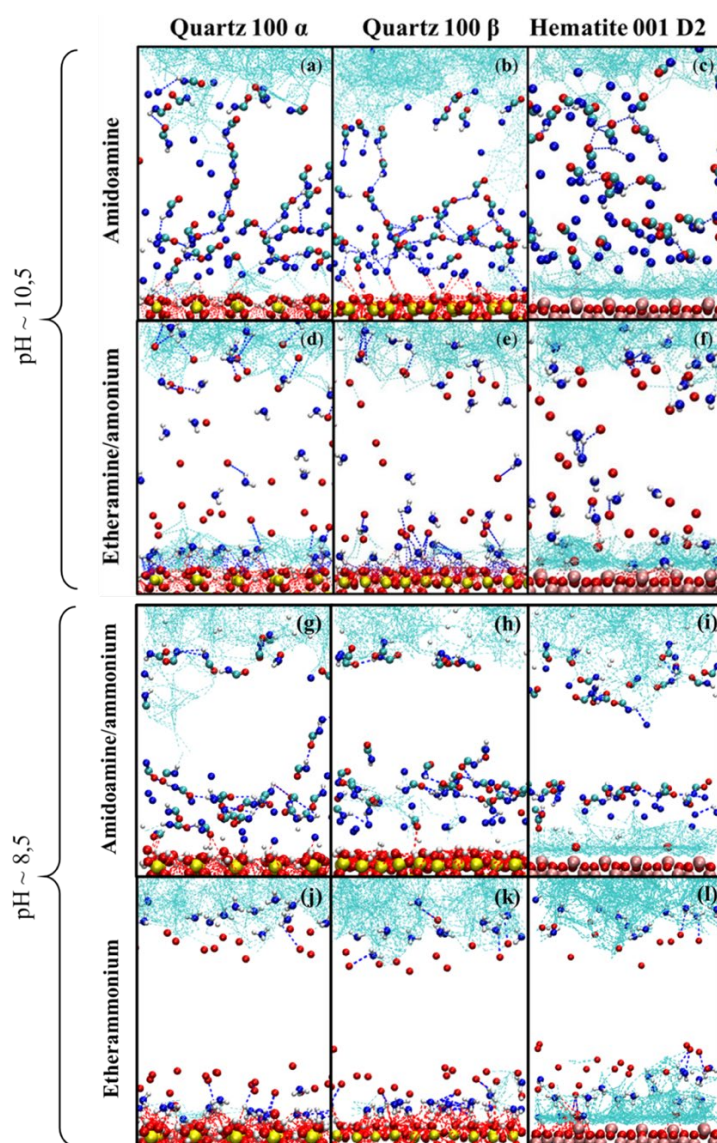 Quartz 100 α Quartz 100 β Hematite 001 D2
pH ~ 10,5
Amidoamine
(a) (b) (c)
Etheramine/amonium
(d) (e) (f)
pH ~ 8,5
Amidoamine/ammonium
(g) (h) (i)
Etherammonium
(j) (k) (l)